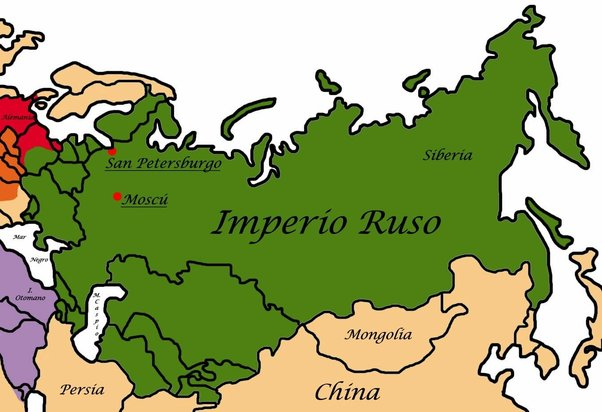 Alemania
San Petersburgo
Siberia
Moscú
Imperio Ruso
Mar
Negro
I.
Otomano
M.
Caspio
Mongolia
Persia
China